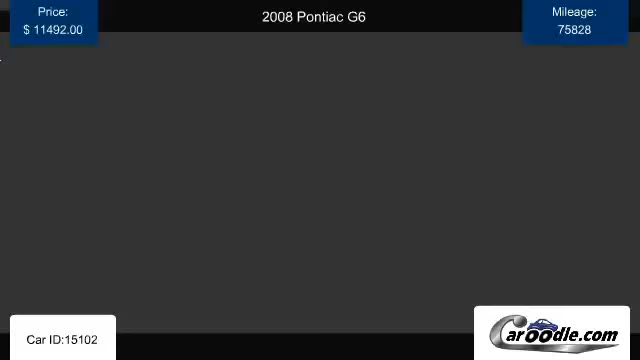 Price:
$ 11492.00
2008 Pontiac G6
Mileage:
75828
Car ID:15102
Caroodle.com